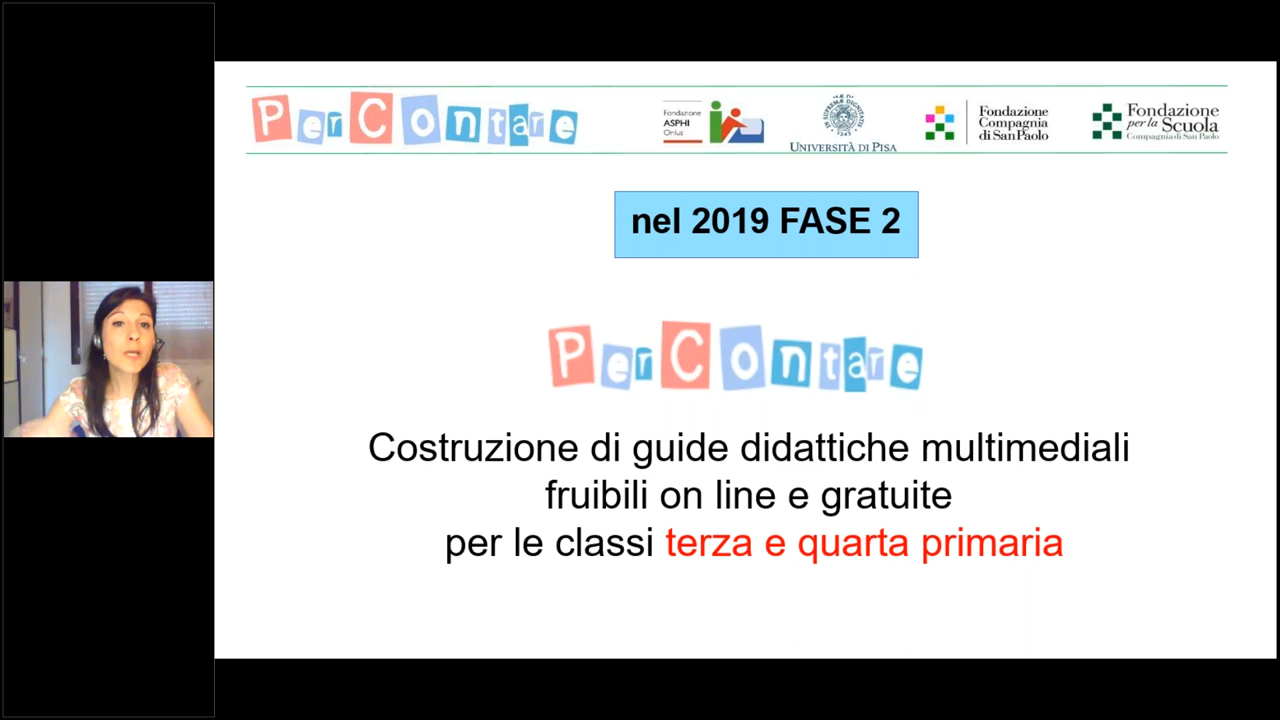 PerContare
Fondazione
ASPHI
Onlus
UNIVERSITÀ DI PISA
Fondazione
Compagnia
di San Paolo
Fondazione
per la Scuola
Compagnia di San Paolo
nel 2019 FASE 2
PerContare
Costruzione di guide didattiche multimediali
fruibili on line e gratuite
per le classi terza e quarta primaria